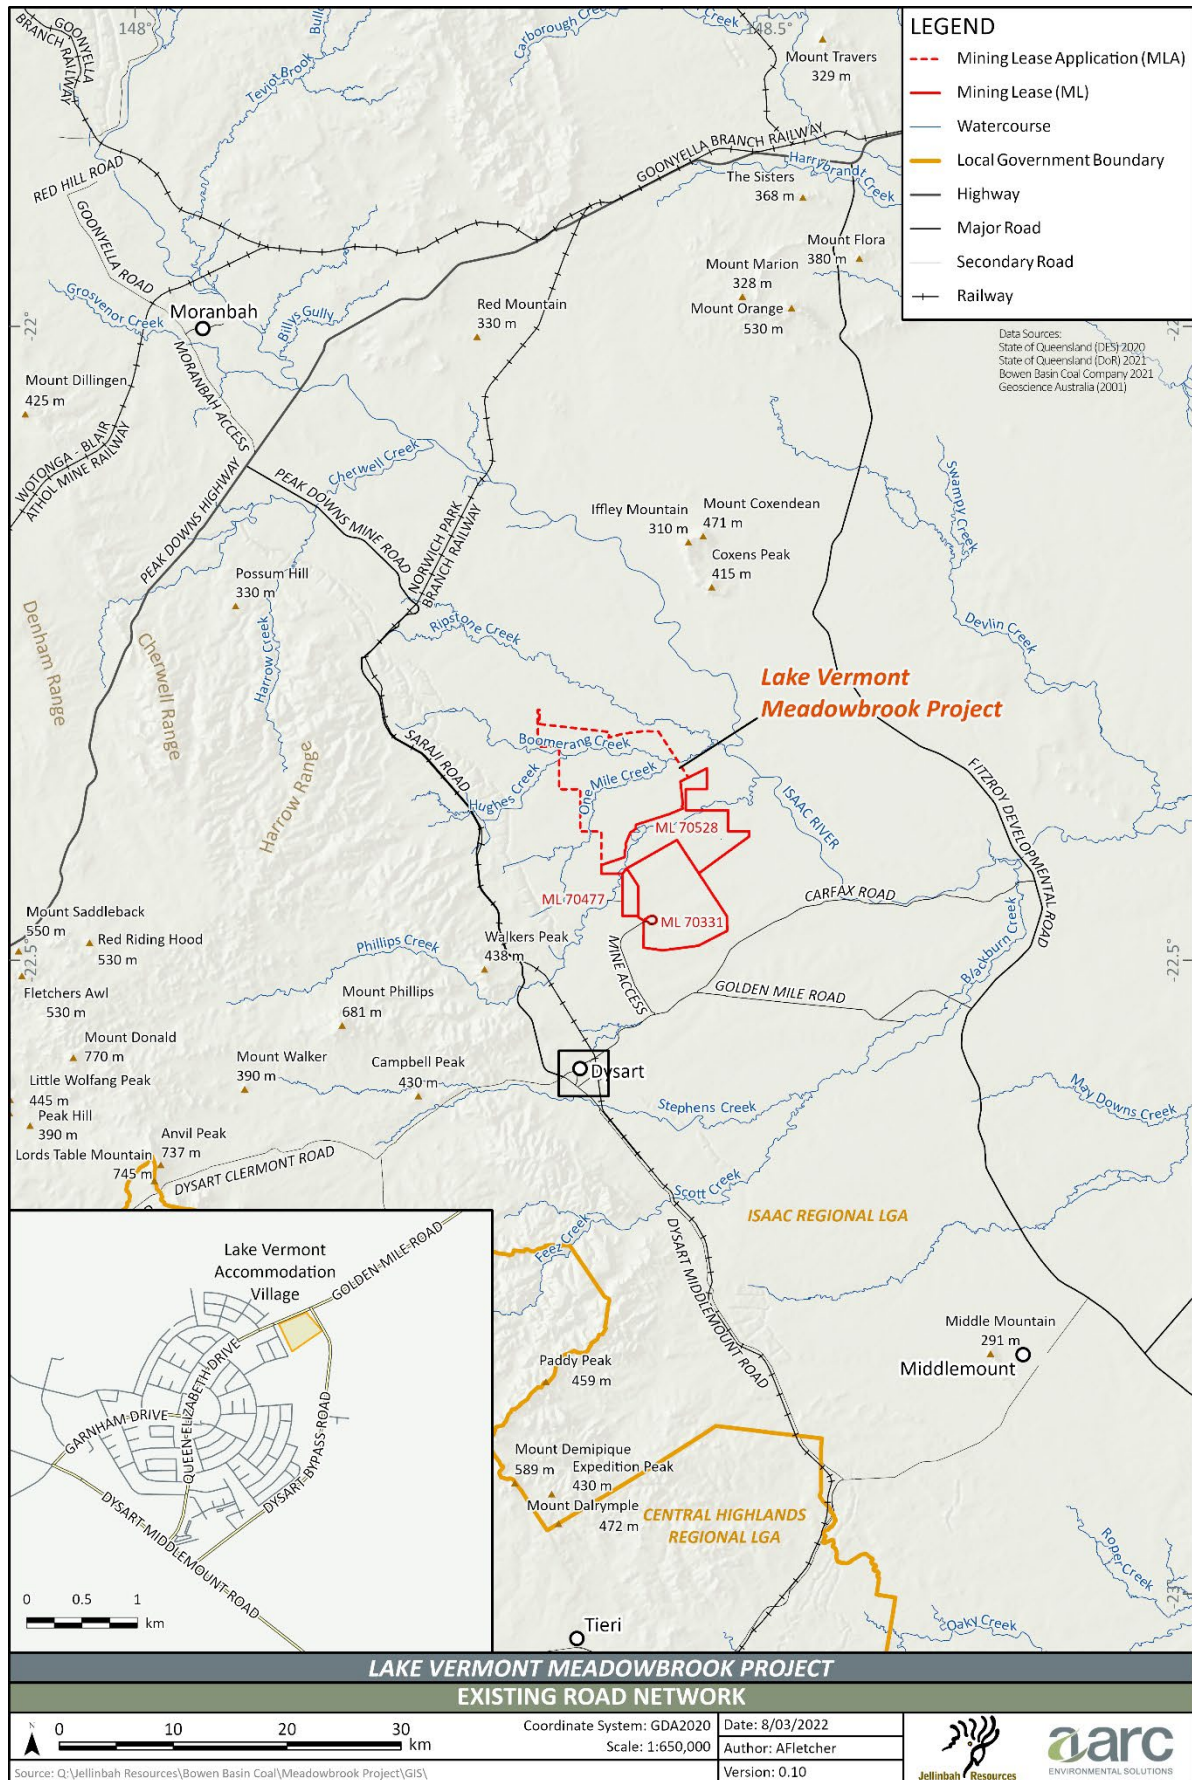 148°
148.5°
GOONYELLA
BRANCH RAILWAY
GOONYELLA
BRANCH
RAILWAY
Teviot Brook
Carborough Creek
Mount Travers
329 m
LEGEND
Mining Lease Application (MLA)
Mining Lease (ML)
Watercourse
Local Government Boundary
Highway
Major Road
Secondary Road
Railway
Data Sources:
State of Queensland (DES) 2020
State of Queensland (DoR) 2021
Bowen Basin Coal Company 2021
Geoscience Australia (2001)
GOONYELLA BRANCH RAILWAY
Harrybrandt Creek
The Sisters
368 m
RED HILL ROAD
GOONYELLA ROAD
Mount Flora
380 m
Mount Marion
328 m
Mount Orange
530 m
Red Mountain
330 m
Grosvenor Creek
Moranbah
Billys Gully
-22°
MORANBAH ACCESS
Mount Dillingen
425 m
WOTONGA - BLAIR
ATHOL MINE RAILWAY
PEAK DOWNS HIGHWAY
PEAK DOWNS MINE ROAD
Cherwell Creek
NORWICH PARK
BRANCH RAILWAY
Iffley Mountain
310 m
Mount Coxendean
471 m
Coxens Peak
415 m
Swampy Creek
Devlin Creek
Possum Hill
330 m
Harrow Creek
Ripstone Creek
Denham Range
Cherwell Range
Harrow Range
Lake Vermont
Meadowbrook Project
SARAJI ROAD
Boomerang Creek
Hughes Creek
One Mile Creek
ISAAC RIVER
FITZROY DEVELOPMENTAL ROAD
ML 70528
ML 70477
ML 70331
CARFAX ROAD
MINE ACCESS
GOLDEN MILE ROAD
Blackburn Creek
Mount Saddleback
550 m
Red Riding Hood
530 m
-22.5°
-22.5°
Fletchers Awl
530 m
Phillips Creek
Walkers Peak
438 m
Mount Phillips
681 m
Mount Donald
770 m
Mount Walker
390 m
Campbell Peak
430 m
Dysart
Little Wolfang Peak
445 m
Peak Hill
390 m
Anvil Peak
737 m
Lords Table Mountain
745 m
DYSART CLERMONT ROAD
Stephens Creek
May Downs Creek
Scott Creek
ISAAC REGIONAL LGA
Feez Creek
DYSART MIDDLEMOUNT ROAD
Middle Mountain
291 m
Middlemount
Paddy Peak
459 m
Mount Demipique
589 m
Expedition Peak
430 m
Mount Dalrymple
472 m
CENTRAL HIGHLANDS
REGIONAL LGA
Roper Creek
Oaky Creek
-23°
Tieri
Lake Vermont
Accommodation
Village
GOLDEN MILE ROAD
QUEEN ELIZABETH DRIVE
GARNHAM DRIVE
DYSART BYPASS ROAD
DYSART MIDDLEMOUNT ROAD
0 0.5 1
km
LAKE VERMONT MEADOWBROOK PROJECT
EXISTING ROAD NETWORK
N
0 10 20 30
km
Coordinate System: GDA2020
Scale: 1:650,000
Date: 8/03/2022
Author: AFletcher
Version: 0.10
Source: Q:\Jellinbah Resources\Bowen Basin Coal\Meadowbrook Project\GIS\
Jellinbah Resources
aarc
ENVIRONMENTAL SOLUTIONS